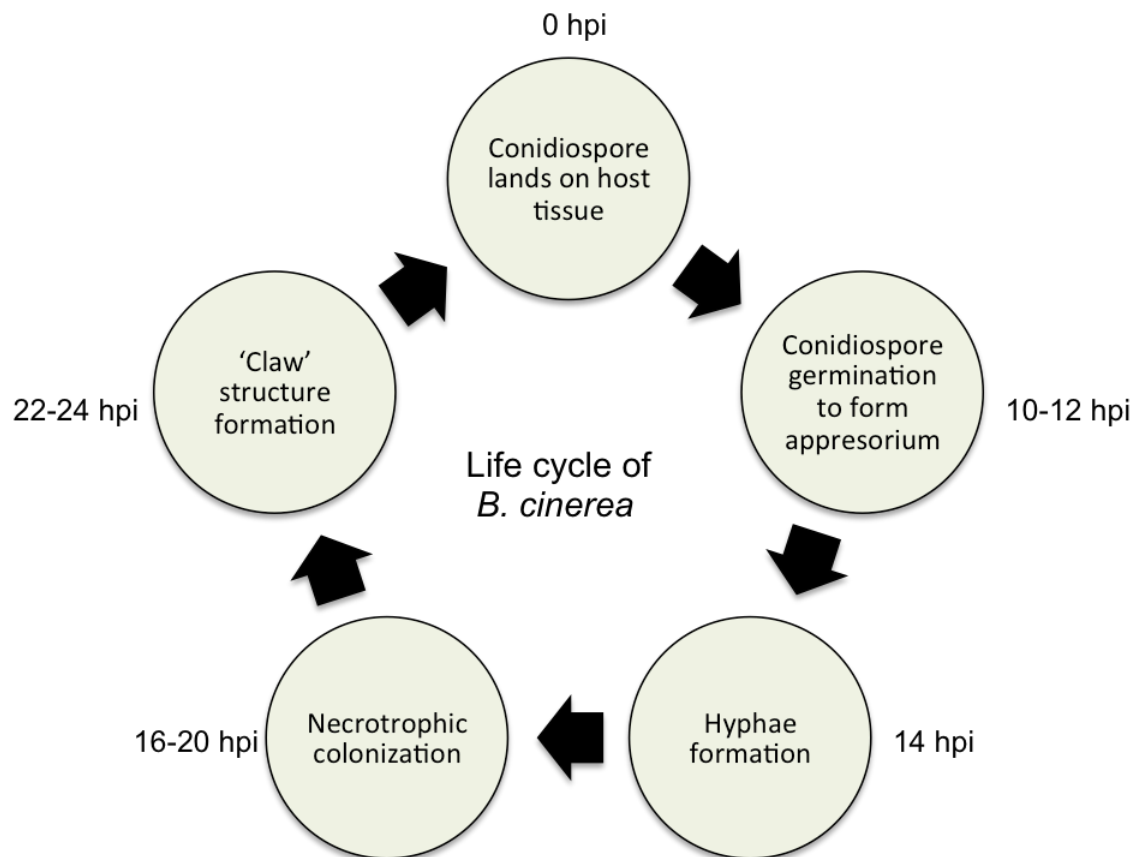 0 hpi
Conidiospore
lands on host
tissue
Conidiospore
germination
to form
appresorium
10-12 hpi
Hyphae
formation
14 hpi
Necrotrophic
colonization
16-20 hpi
‘Claw’
structure
formation
22-24 hpi
Life cycle of
B. cinerea